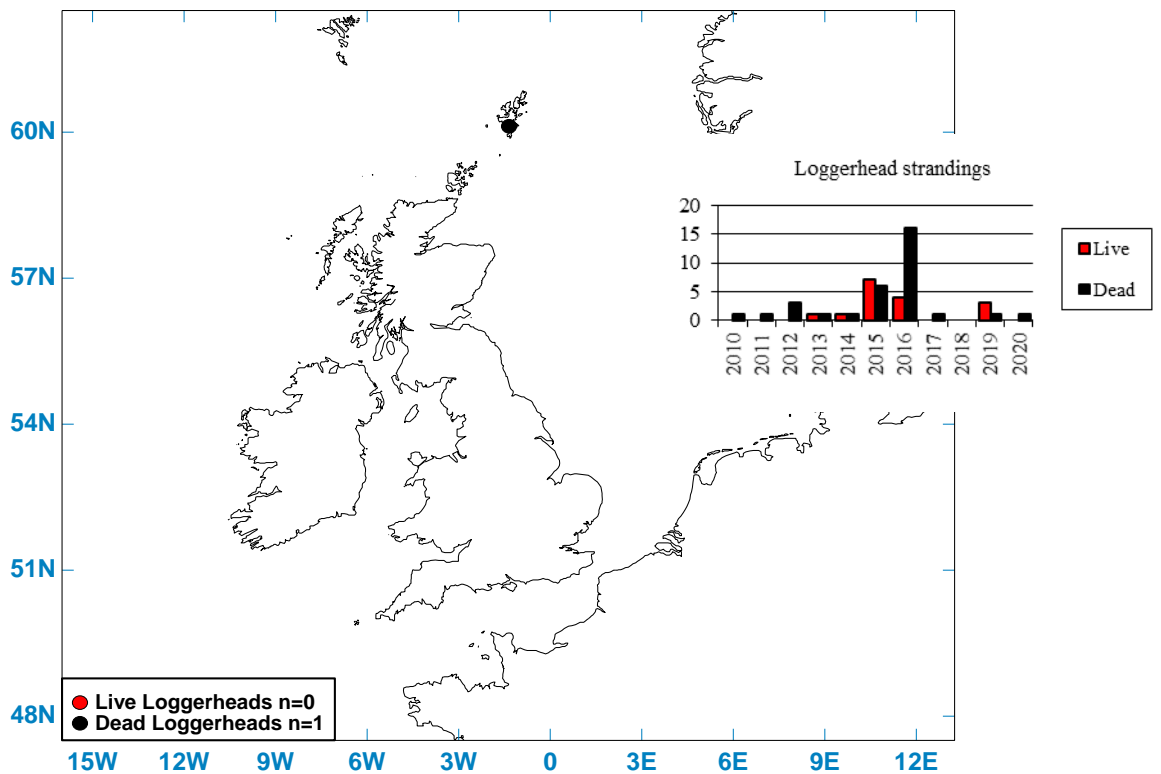 60N
57N
54N
51N
48N
15W 12W 9W 6W 3W 0 3E 6E 9E 12E
Live Loggerheads n=0
Dead Loggerheads n=1
Loggerhead strandings
20
15
10
5
0
2010 2011 2012 2013 2014 2015 2016 2017 2018 2019 2020
Live
Dead